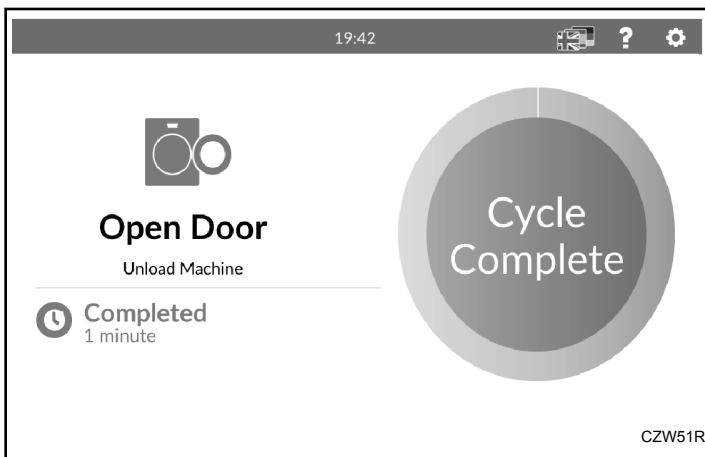 19:42
?
Open Door
Unload Machine
Completed
1 minute
Cycle
Complete
CZW51R